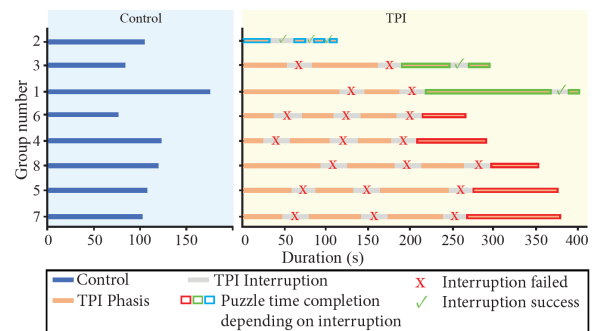 Control TPI
Group number
2
3
1
6
4
8
5
7
x x
x x
x x x
x x x
x x x
x x x
x x x
0 50 100 150 0 50 100 150 200 250 300 350 400
Duration (s)
Control TPI Interruption x Interruption failed
TPI Phasis Puzzle time completion ✓ Interruption success
depending on interruption